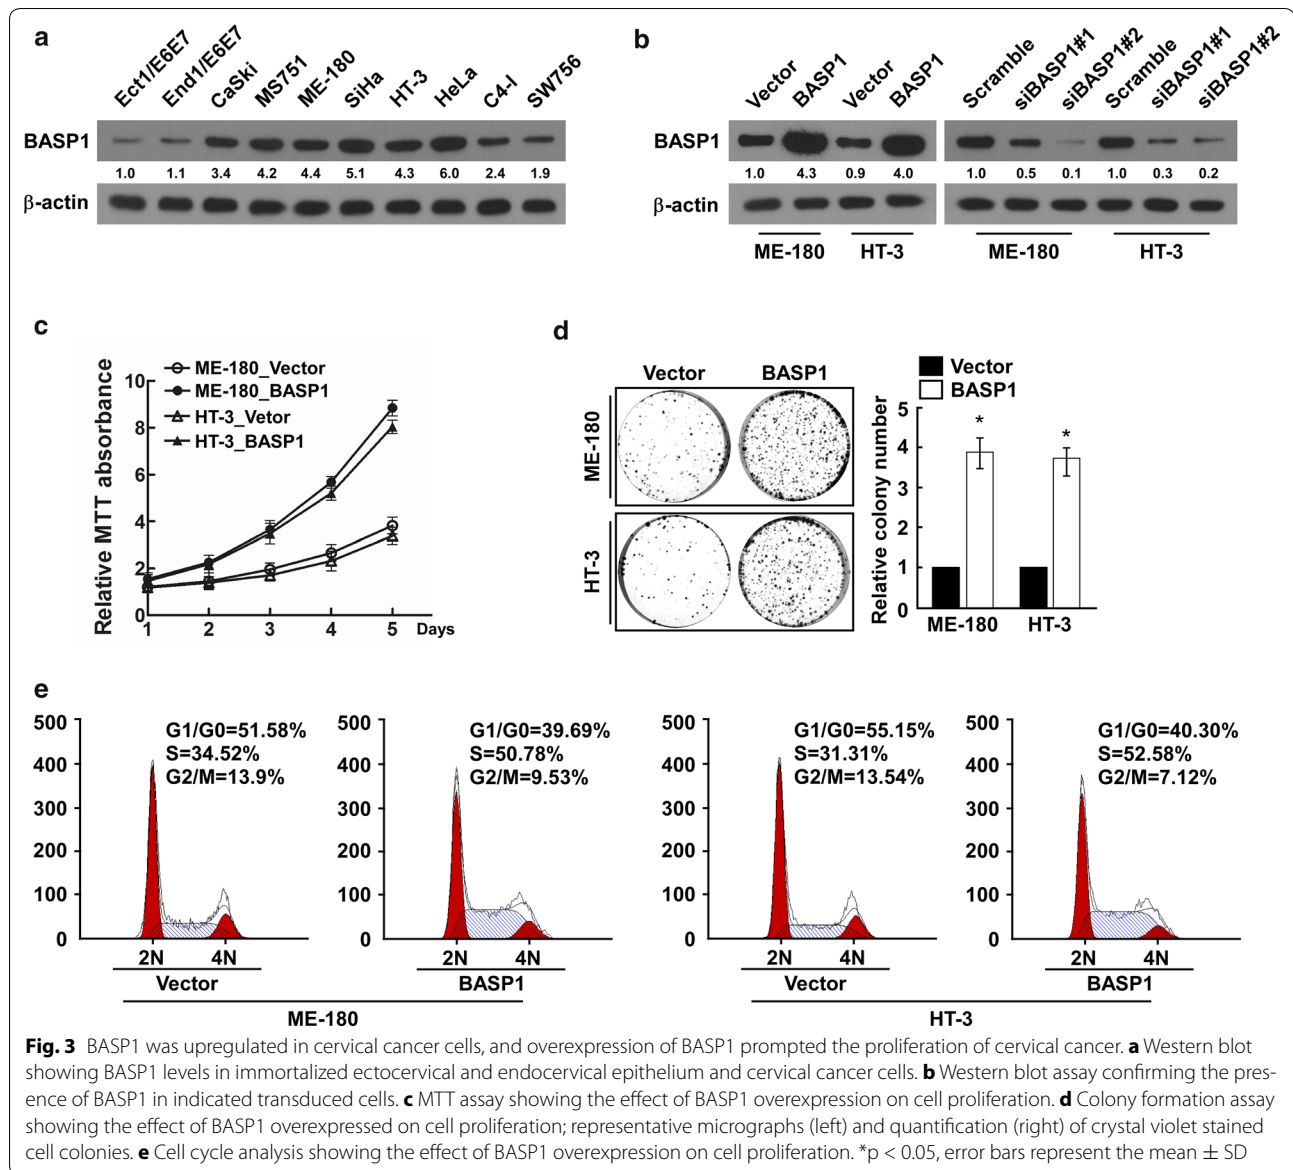 a
Ect1/E6E7 End1/E6E7 CaSki MS751 ME-180 SiHa HT-3 HeLa C4-I SW756
BASP1
1.0 1.1 3.4 4.2 4.4 5.1 4.3 6.0 2.4 1.9
β-actin
b
Vector BASP1 Vector BASP1 Scramble siBASP1#1 siBASP1#2 Scramble siBASP1#1 siBASP1#2
BASP1
1.0 4.3 0.9 4.0 1.0 0.5 0.1 1.0 0.3 0.2
β-actin
ME-180 HT-3 ME-180 HT-3
c
ME-180_Vector
ME-180_BASP1
HT-3_Vetor
HT-3_BASP1
Relative MTT absorbance
10
8
6
4
2
0
1 2 3 4 5 Days
d
Vector BASP1
ME-180
HT-3
Vector
BASP1
Relative colony number
5
4
3
2
1
0
* *
ME-180 HT-3
e
500
400
300
200
100
0
G1/G0=51.58%
S=34.52%
G2/M=13.9%
2N 4N
Vector
500
400
300
200
100
0
G1/G0=39.69%
S=50.78%
G2/M=9.53%
2N 4N
BASP1
ME-180
500
400
300
200
100
0
G1/G0=55.15%
S=31.31%
G2/M=13.54%
2N 4N
Vector
500
400
300
200
100
0
G1/G0=40.30%
S=52.58%
G2/M=7.12%
2N 4N
BASP1
HT-3
Fig. 3 BASP1 was upregulated in cervical cancer cells, and overexpression of BASP1 prompted the proliferation of cervical cancer. a Western blot
showing BASP1 levels in immortalized ectocervical and endocervical epithelium and cervical cancer cells. b Western blot assay confirming the pres-
ence of BASP1 in indicated transduced cells. c MTT assay showing the effect of BASP1 overexpression on cell proliferation. d Colony formation assay
showing the effect of BASP1 overexpressed on cell proliferation; representative micrographs (left) and quantification (right) of crystal violet stained
cell colonies. e Cell cycle analysis showing the effect of BASP1 overexpression on cell proliferation. *p < 0.05, error bars represent the mean ± SD